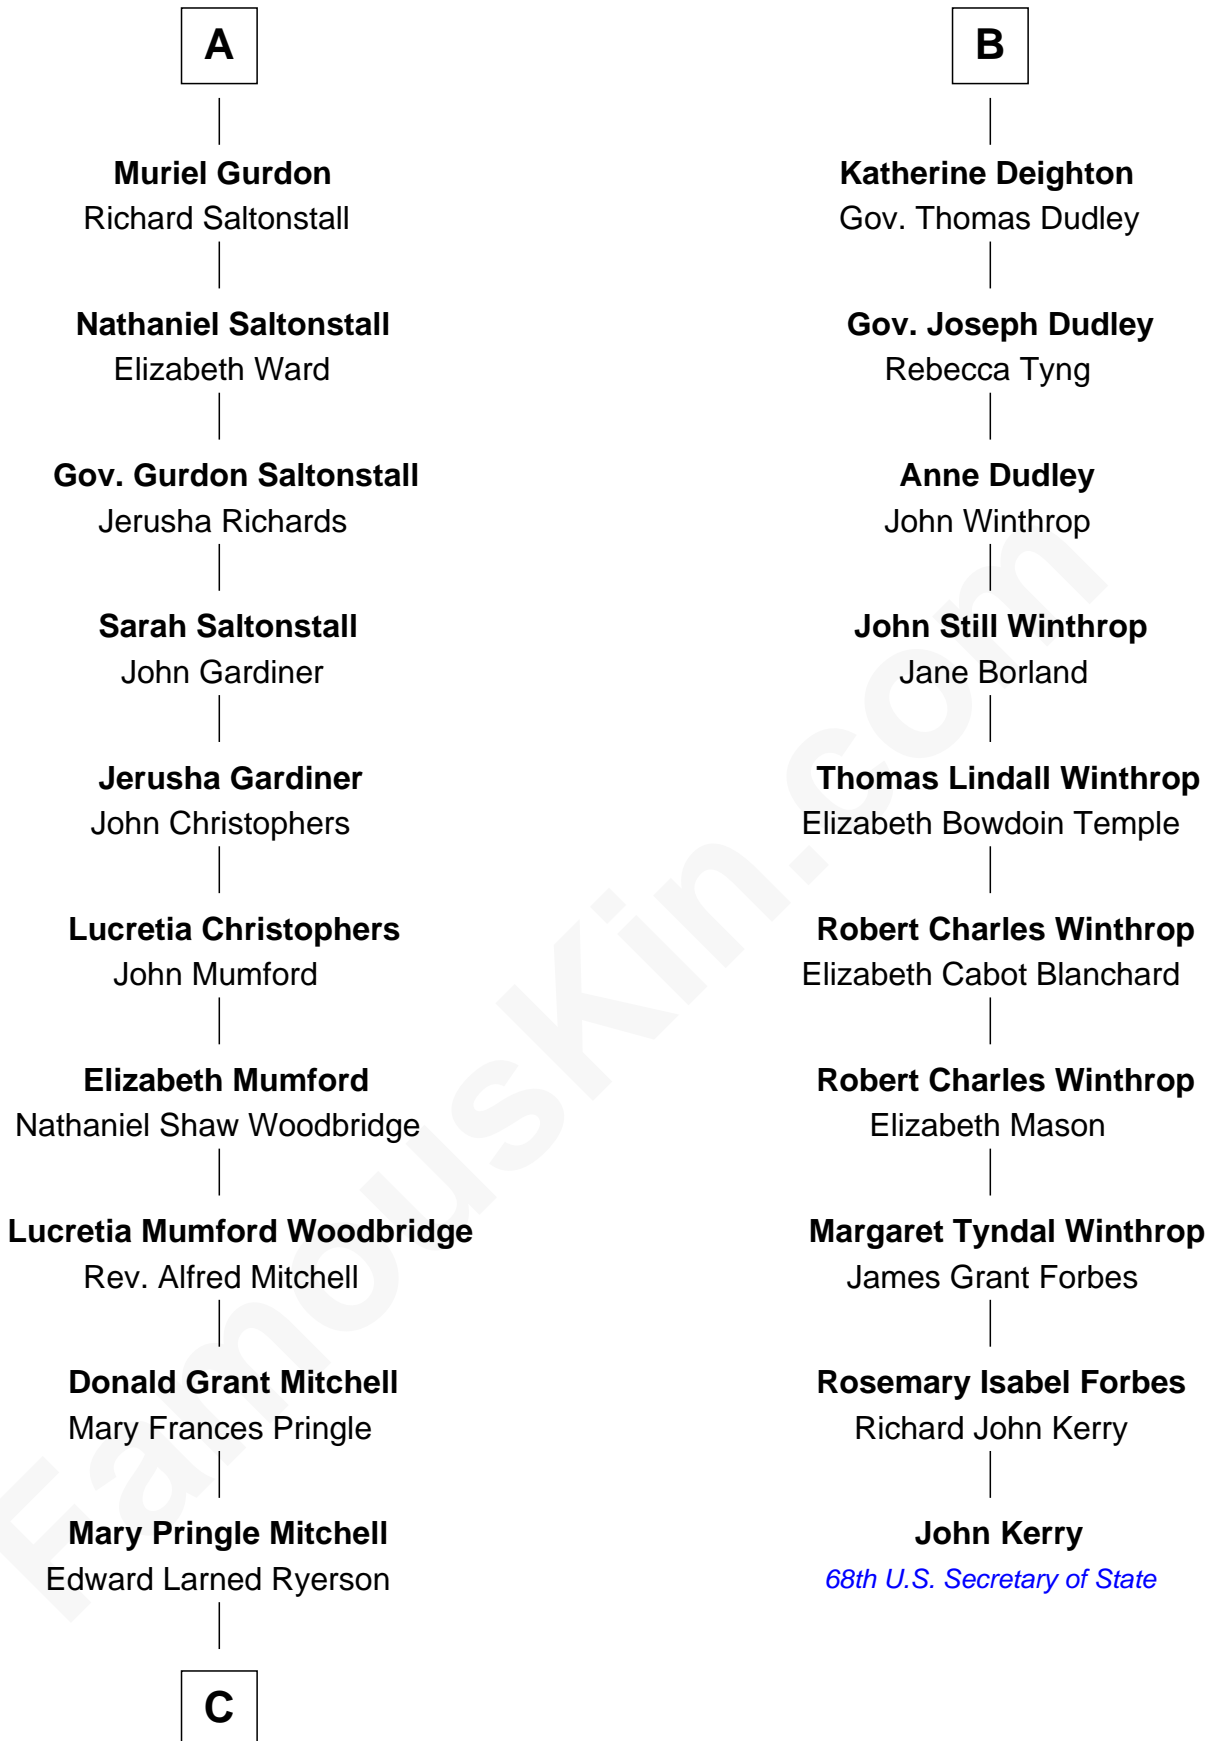 A
Muriel Gurdon
Richard Saltonstall
Nathaniel Saltonstall
Elizabeth Ward
Gov. Gurdon Saltonstall
Jerusha Richards
Sarah Saltonstall
John Gardiner
Jerusha Gardiner
John Christophers
Lucretia Christophers
John Mumford
Elizabeth Mumford
Nathaniel Shaw Woodbridge
Lucretia Mumford Woodbridge
Rev. Alfred Mitchell
Donald Grant Mitchell
Mary Frances Pringle
Mary Pringle Mitchell
Edward Larned Ryerson
C
B
Katherine Deighton
Gov. Thomas Dudley
Gov. Joseph Dudley
Rebecca Tyng
Anne Dudley
John Winthrop
John Still Winthrop
Jane Borland
Thomas Lindall Winthrop
Elizabeth Bowdoin Temple
Robert Charles Winthrop
Elizabeth Cabot Blanchard
Robert Charles Winthrop
Elizabeth Mason
Margaret Tyndal Winthrop
James Grant Forbes
Rosemary Isabel Forbes
Richard John Kerry
John Kerry
68th U.S. Secretary of State
FamousKin.com